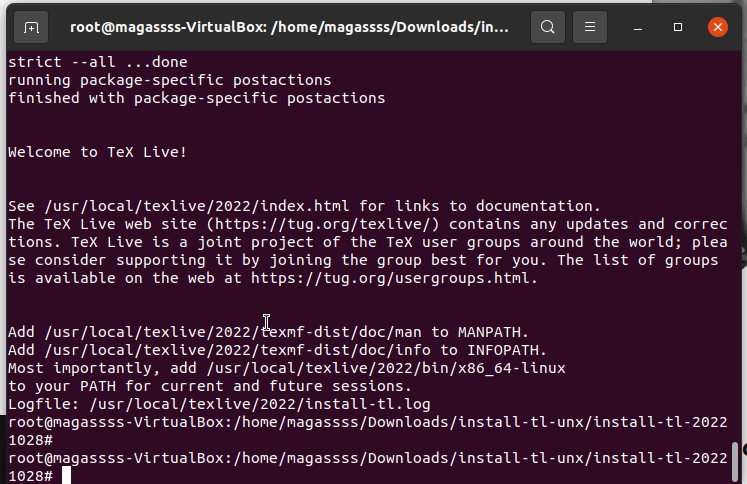 root@magassss-VirtualBox: /home/magassss/Downloads/in...
strict --all ...done
running package-specific postactions
finished with package-specific postactions
Welcome to TeX Live!
See /usr/local/texlive/2022/index.html for links to documentation.
The TeX Live web site (https://tug.org/texlive/) contains any updates and correc
tions. TeX Live is a joint project of the TeX user groups around the world; plea
se consider supporting it by joining the group best for you. The list of groups
is available on the web at https://tug.org/usergroups.html.
Add /usr/local/texlive/2022/texmf-dist/doc/man to MANPATH.
Add /usr/local/texlive/2022/texmf-dist/doc/info to INFOPATH.
Most importantly, add /usr/local/texlive/2022/bin/x86_64-linux
to your PATH for current and future sessions.
Logfile: /usr/local/texlive/2022/install-tl.log
root@magassss-VirtualBox:/home/magassss/Downloads/install-tl-unx/install-tl-2022
1028#
root@magassss-VirtualBox:/home/magassss/Downloads/install-tl-unx/install-tl-2022
1028#